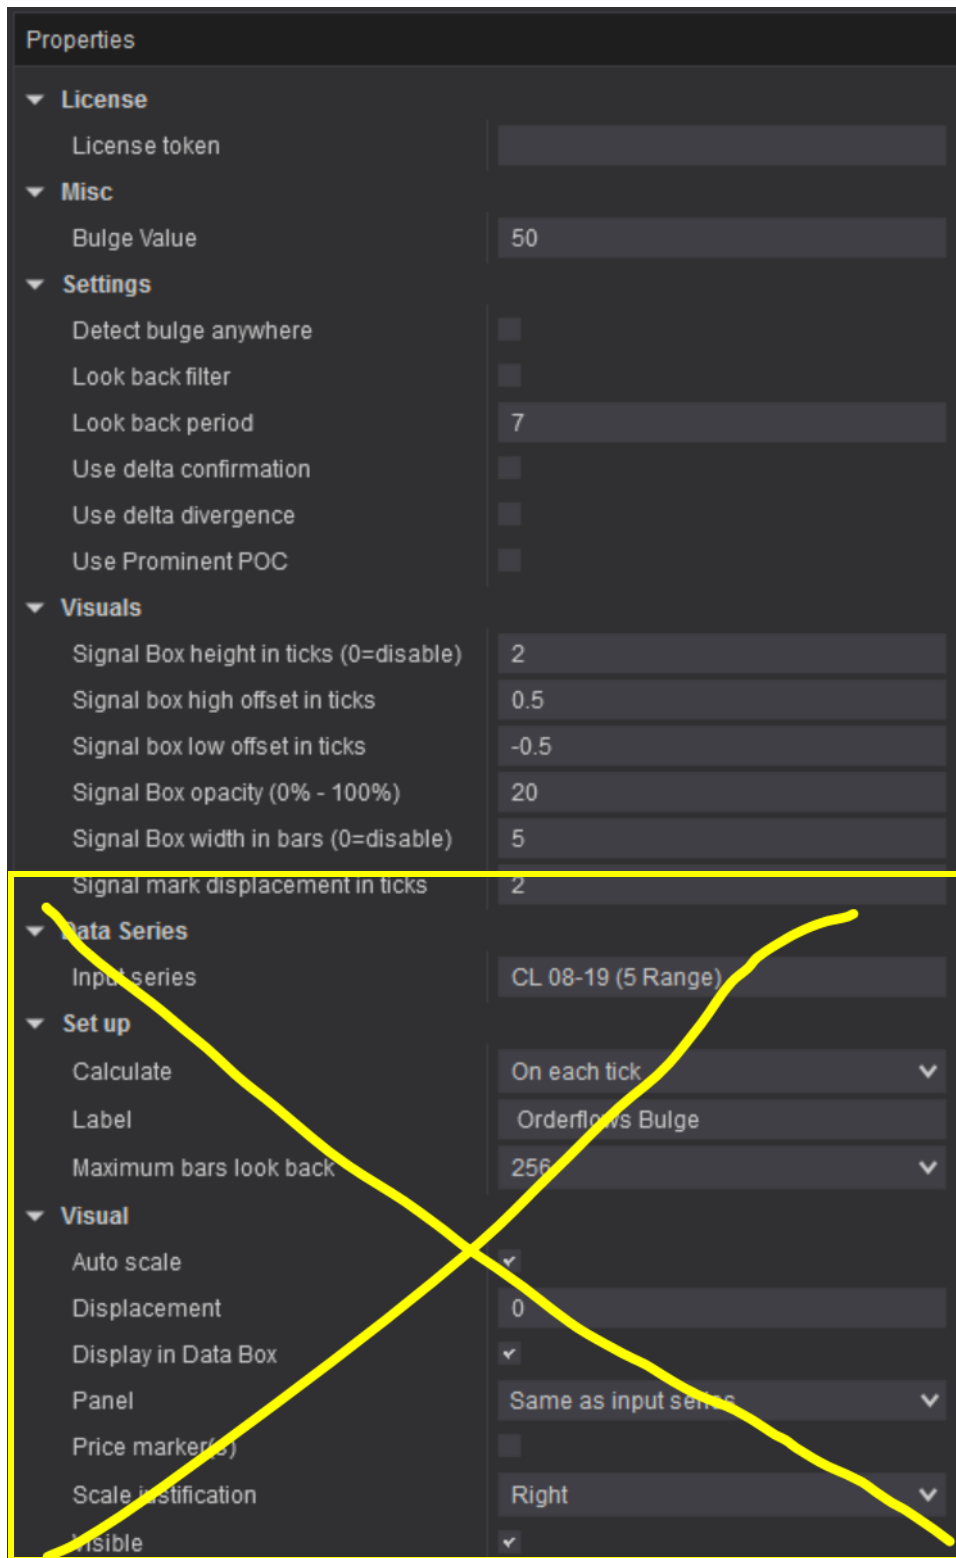 Properties
License
License token
Misc
Bulge Value 50
Settings
Detect bulge anywhere
Look back filter
Look back period 7
Use delta confirmation
Use delta divergence
Use Prominent POC
Visuals
Signal Box height in ticks (0=disable) 2
Signal box high offset in ticks 0.5
Signal box low offset in ticks -0.5
Signal Box opacity (0% - 100%) 20
Signal Box width in bars (0=disable) 5
Signal mark displacement in ticks 2
Data Series
Input series CL 08-19 (5 Range)
Set up
Calculate On each tick
Label Orderflows Bulge
Maximum bars look back 256
Visual
Auto scale
Displacement 0
Display in Data Box
Panel Same as input series
Price marker(s)
Scale justification Right
Visible